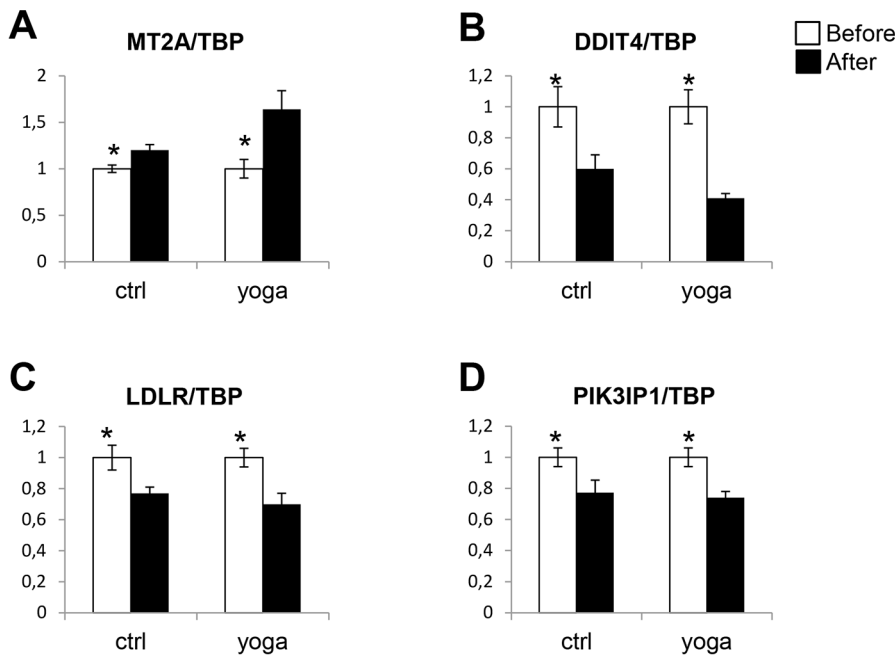 A
MT2A/TBP
2
1,5
1
0,5
0
* *
ctrl yoga
B
DDIT4/TBP
1,2
1
0,8
0,6
0,4
0,2
0
* *
ctrl yoga
Before
After
C
LDLR/TBP
1,2
1
0,8
0,6
0,4
0,2
0
* *
ctrl yoga
D
PIK3IP1/TBP
1,2
1
0,8
0,6
0,4
0,2
0
* *
ctrl yoga